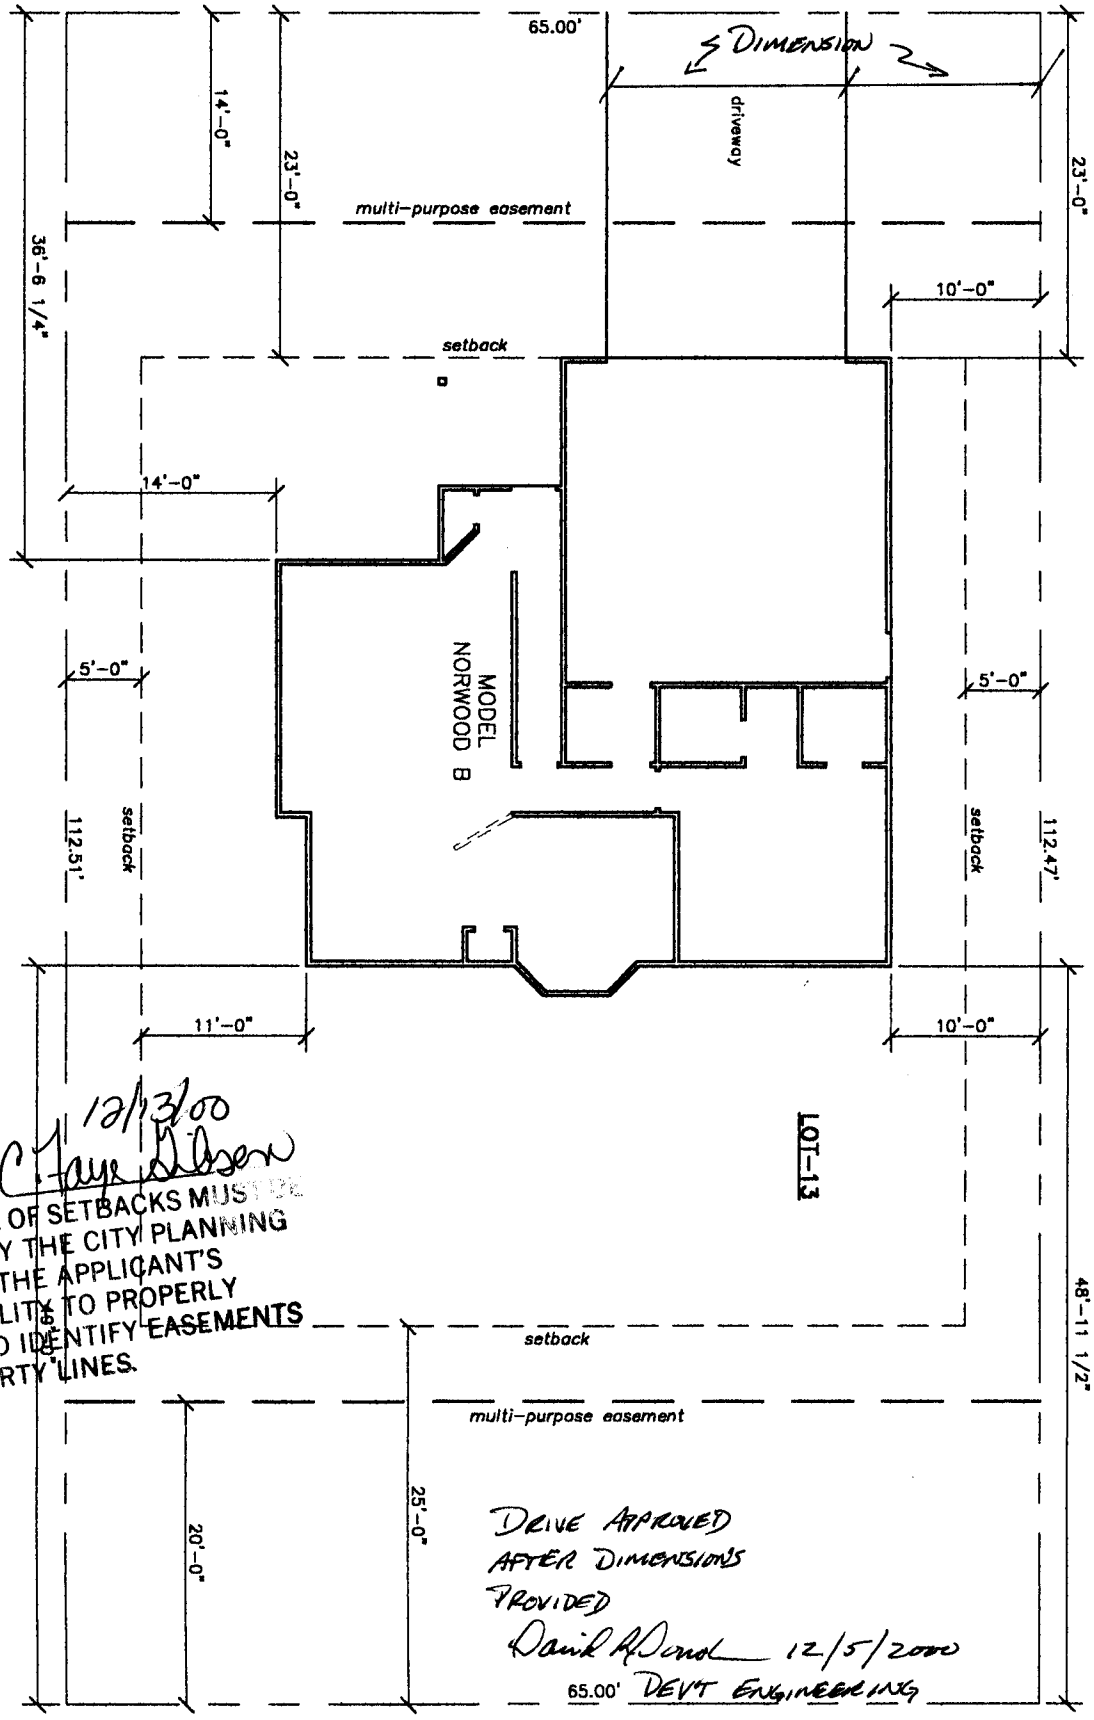 65.00'
DIMENSION
14'-0"
23'-0"
driveway
23'-0"
multi-purpose easement
36'-6 1/4"
10'-0"
setback
14'-0"
5'-0"
MODEL
NORWOOD B
5'-0"
setback
112.51'
setback
112.47'
11'-0"
10'-0"
12/13/00
C. Faye Gibson
OF SETBACKS MUST BE
Y THE CITY PLANNING
THE APPLICANT'S
LITY TO PROPERLY
D IDENTIFY EASEMENTS
RTY LINES.
LOT-13
48'-11 1/2"
setback
multi-purpose easement
25'-0"
20'-0"
DRIVE APPROVED
AFTER DIMENSIONS
PROVIDED
12/5/2000
65.00' DEV'T ENGINEERING